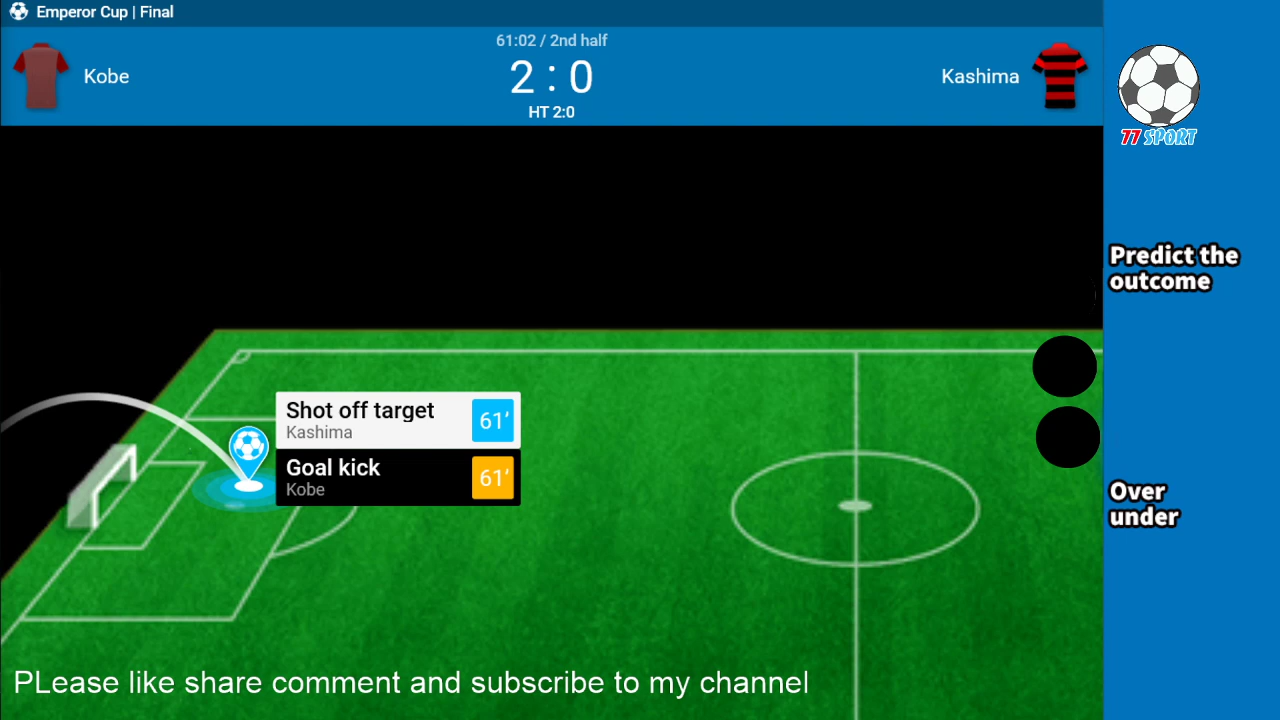 Emperor Cup | Final
61:02 / 2nd half
Kobe
2 : 0
Kashima
HT 2:0
77 SPORT
Predict the
outcome
Shot off target
Kashima
61’
Goal kick
Kobe
61’
Over
under
PLease like share comment and subscribe to my channel